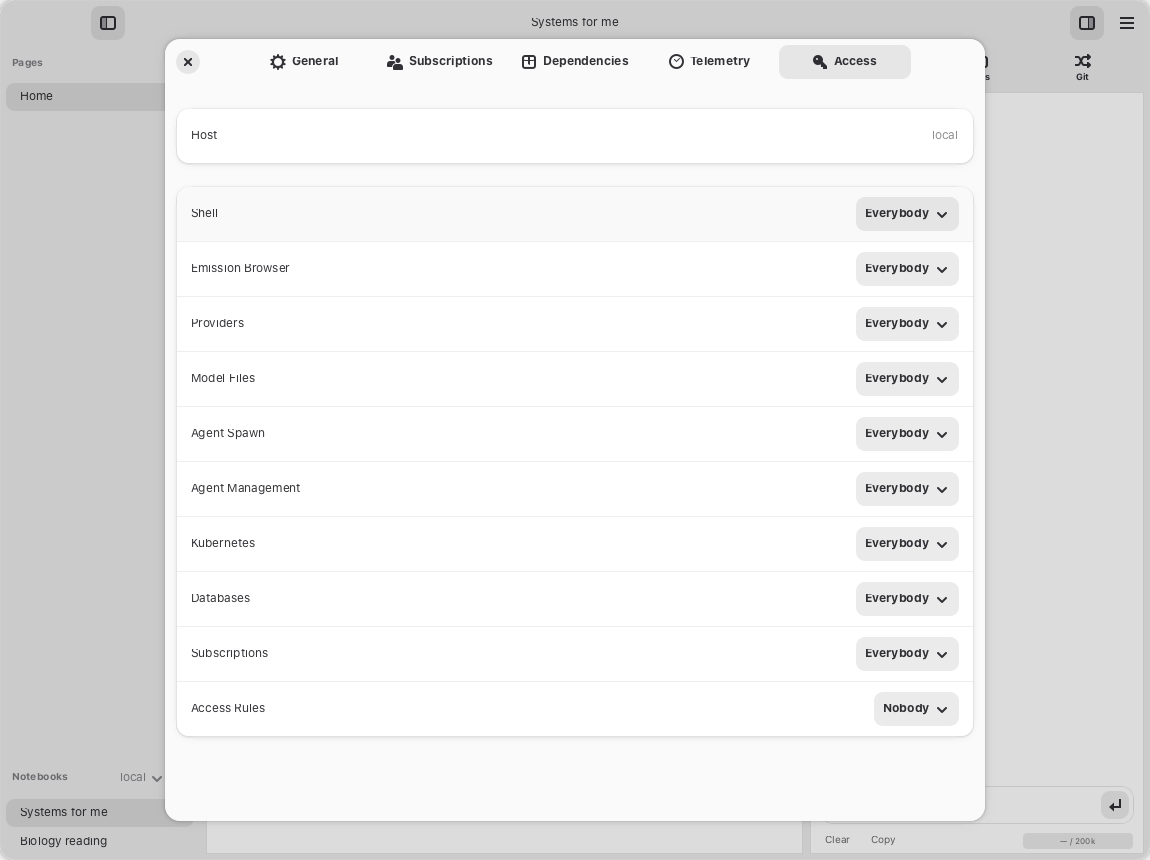 Systems for me
Pages
Home
General
Subscriptions
Dependencies
Telemetry
Access
Git
Host
local
Shell
Everybody
Emission Browser
Everybody
Providers
Everybody
Model Files
Everybody
Agent Spawn
Everybody
Agent Management
Everybody
Kubernetes
Everybody
Databases
Everybody
Subscriptions
Everybody
Access Rules
Nobody
Notebooks
local
Systems for me
Biology reading
Clear
Copy
— / 200k